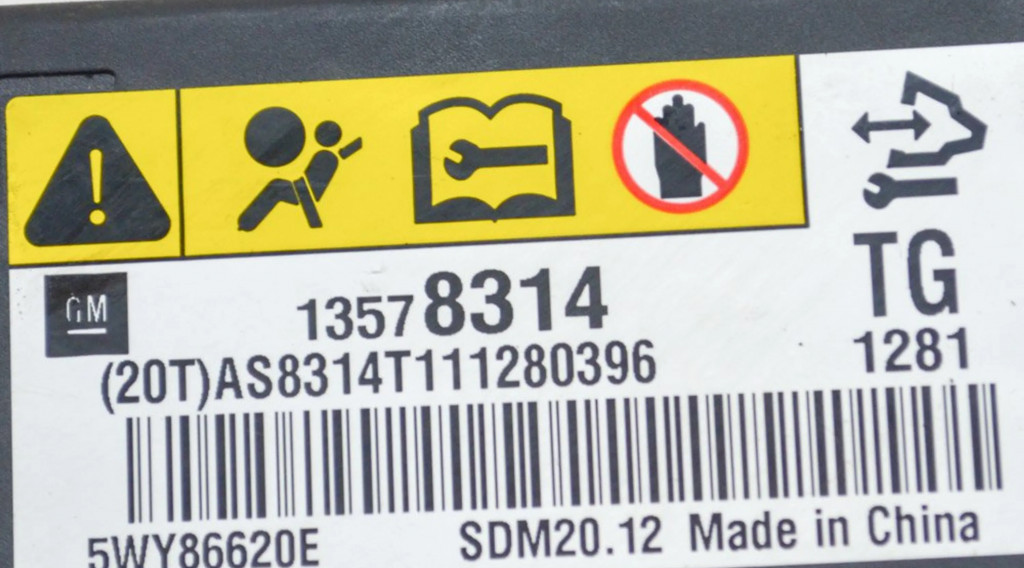 GM
13578314
TG
(20T)AS8314T111280396
1281
5WY86620E
SDM20.12 Made in China